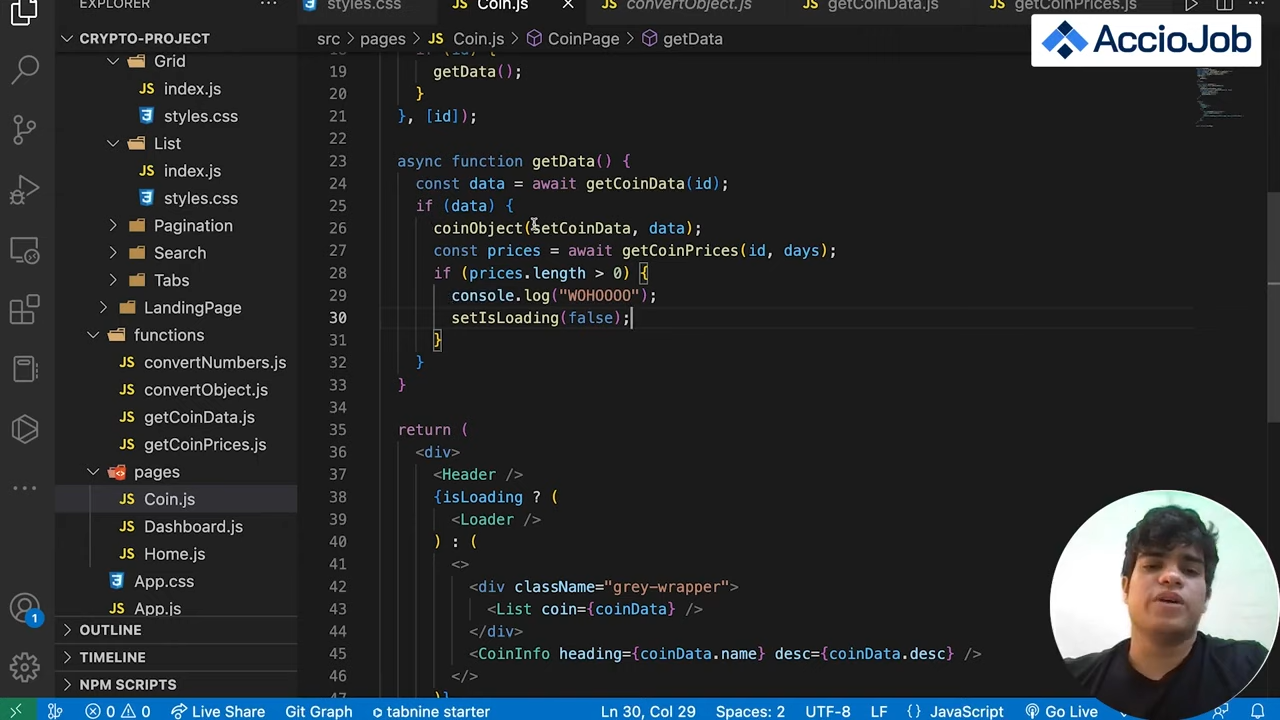 EXPLORER
styles.css
Coin.js
convertObject.js
getCoinData.js
getCoinPrices.js
AccioJob
CRYPTO-PROJECT
Grid
index.js
styles.css
List
index.js
styles.css
Pagination
Search
Tabs
LandingPage
functions
convertNumbers.js
convertObject.js
getCoinData.js
getCoinPrices.js
pages
Coin.js
Dashboard.js
Home.js
App.css
App.js
OUTLINE
TIMELINE
NPM SCRIPTS
1
src > pages > JS Coin.js > CoinPage > getData
19 getData();
20 }
21 }, [id]);
22
23 async function getData() {
24 const data = await getCoinData(id);
25 if (data) {
26 coinObject(setCoinData, data);
27 const prices = await getCoinPrices(id, days);
28 if (prices.length > 0) {
29 console.log("WOHOOOO");
30 setIsLoading(false);
31 }
32 }
33 }
34
35 return (
36 <div>
37 <Header />
38 {isLoading ? (
39 <Loader />
40 ) : (
41 <>
42 <div className="grey-wrapper">
43 <List coin={coinData} />
44 </div>
45 <CoinInfo heading={coinData.name} desc={coinData.desc} />
46 </>
47 )}
0 0 Live Share Git Graph tabnine starter Ln 30, Col 29 Spaces: 2 UTF-8 LF {} JavaScript Go Live